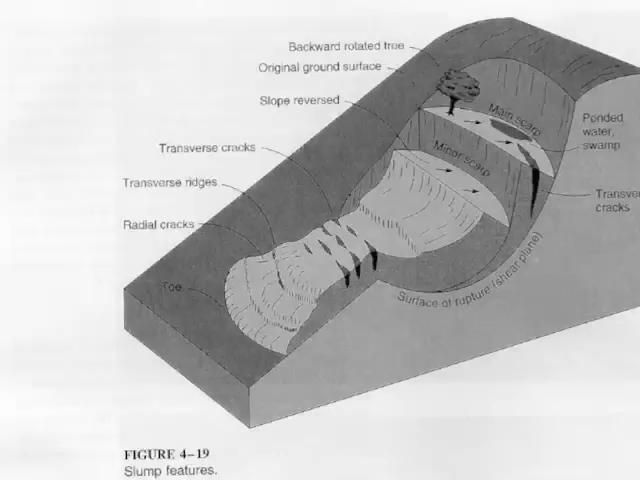 Backward rotated tree
Original ground surface
Slope reversed
Main scarp
Ponded
water,
swamp
Transverse cracks
Minor scarp
Transverse ridges
Transver
cracks
Radial cracks
Toe
Surface of rupture (shear plane)
FIGURE 4–19
Slump features.